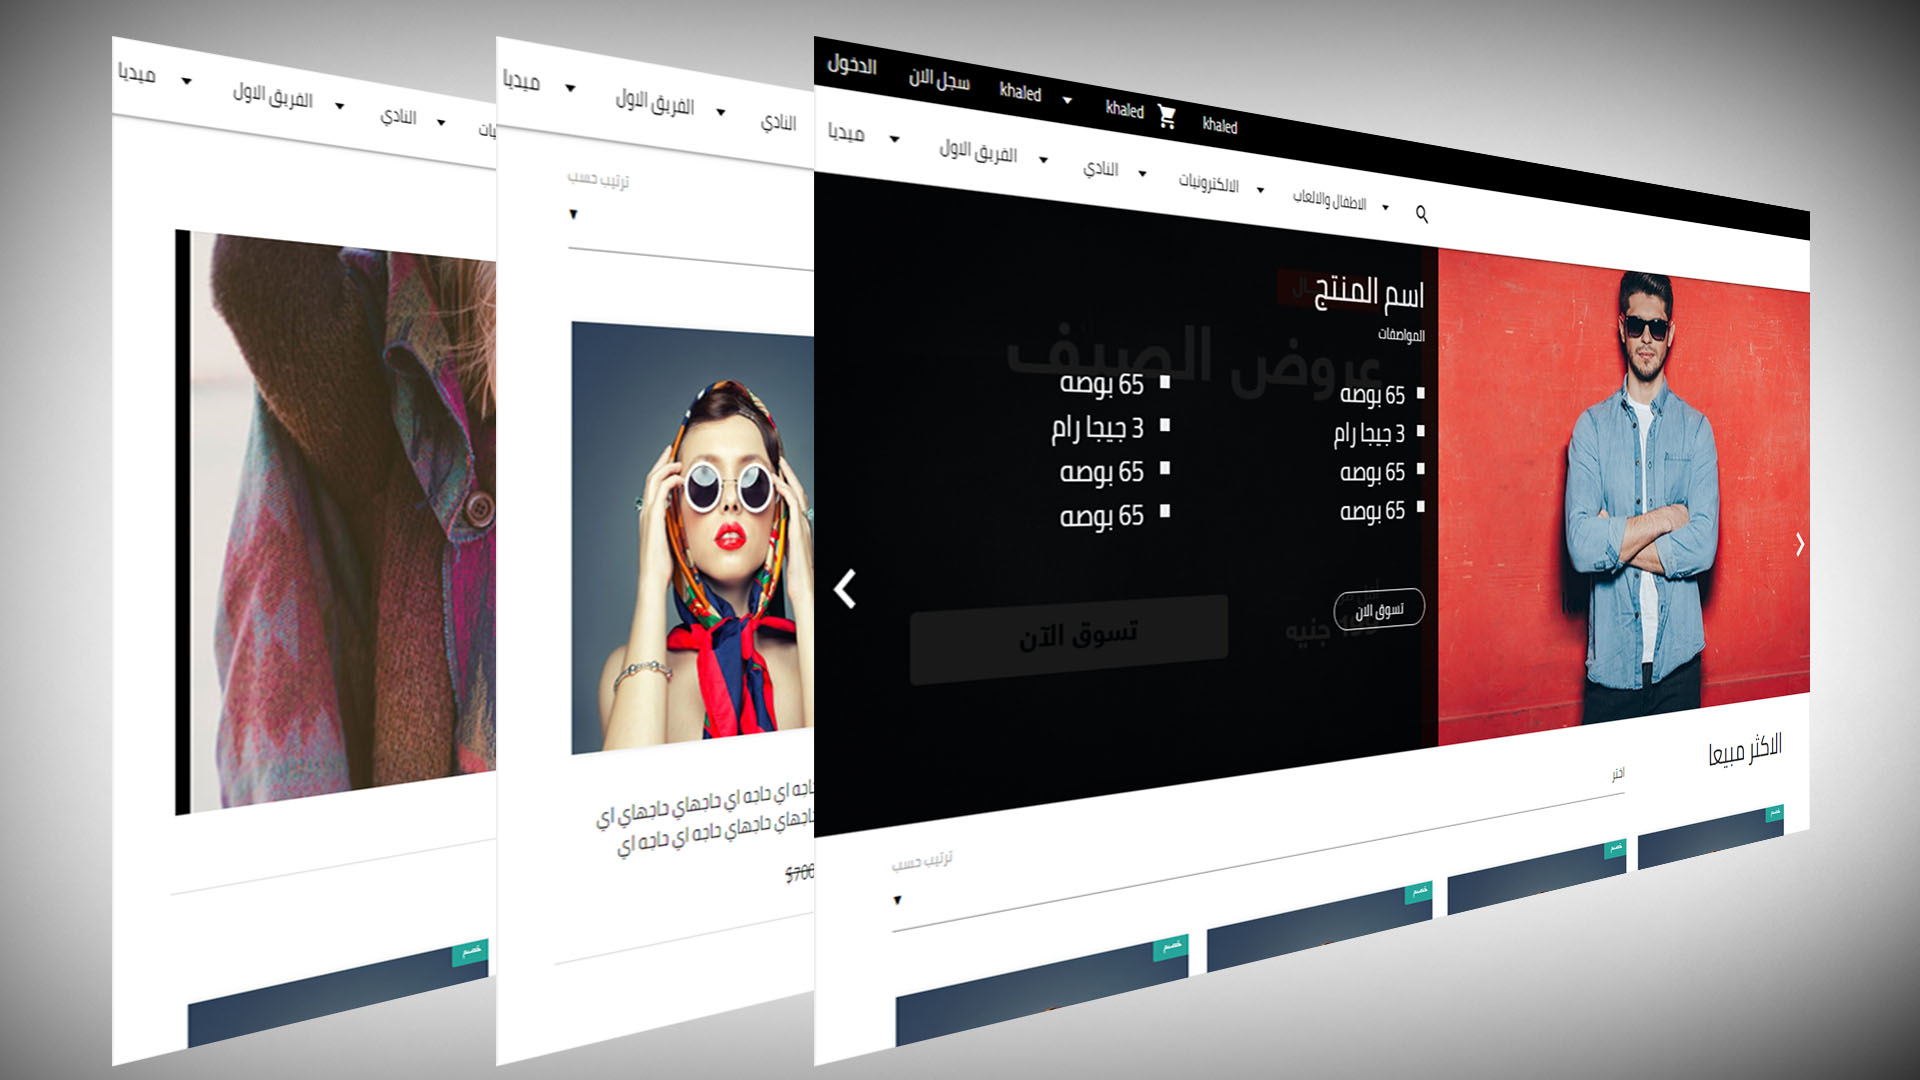 ميديا
الفريق الاول
النادي
ميديا
الفريق الاول
النادي
ترتيب حسب
حاجه اي حاجه اي حاجهاي حاجهاي اي
حاجهاي حاجهاي حاجه اي حاجه اي
$700
خصم
الدخول
سجل الان
khaled
khaled
khaled
ميديا
الفريق الاول
النادي
الالكترونيات
الاطفال والالعاب
اسم المنتج
المواصفات
عروض الصيف
65 بوصه
3 جيجا رام
65 بوصه
65 بوصه
65 بوصه
3 جيجا رام
65 بوصه
65 بوصه
تسوق الان
جنيه
تسوق الآن
الاكثر مبيعا
اختر
ترتيب حسب
خصم
خصم
خصم
خصم